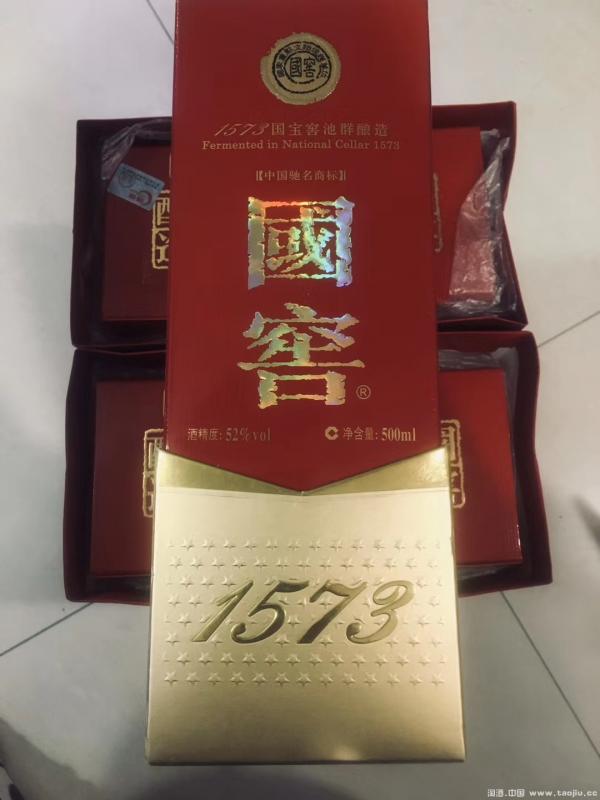 國窖
1573国宝窖池群酿造
Fermented in National Cellar 1573
【中国驰名商标】
國
窖®
酒精度: 52%vol
C 净含量: 500ml
1573
淘酒.中国 www.taojiu.cc